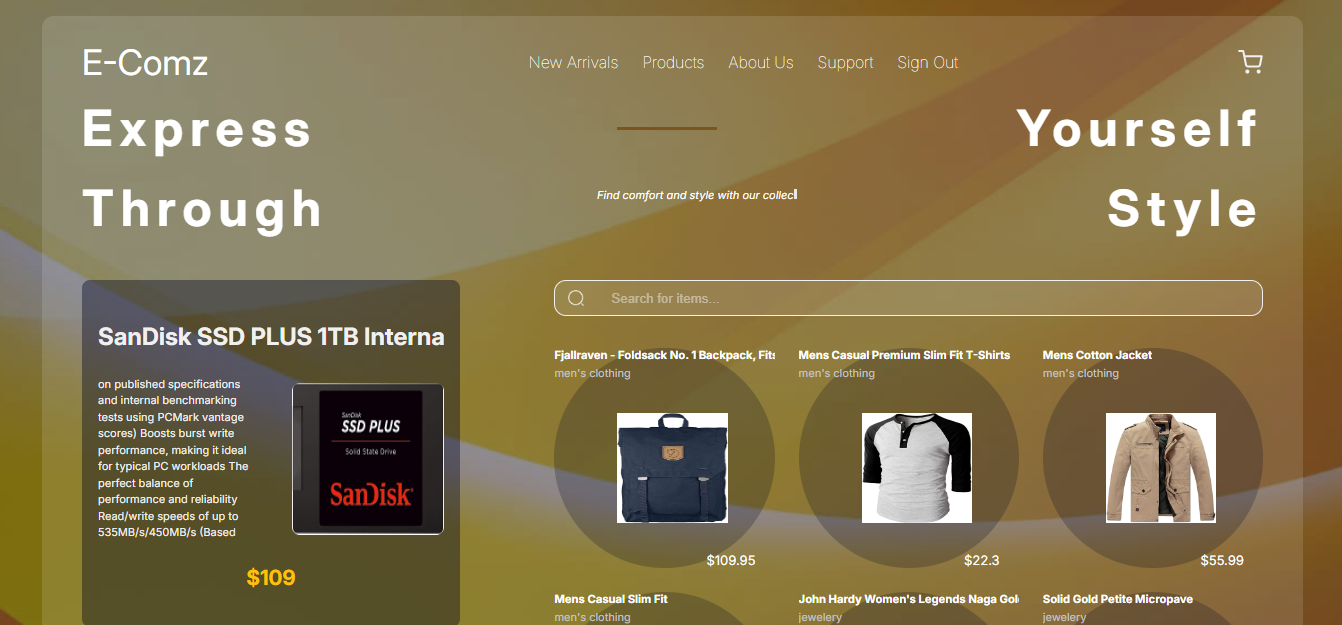 E-Comz
New Arrivals Products About Us Support Sign Out
Express
Yourself
Through
Find comfort and style with our collec
Style
SanDisk SSD PLUS 1TB Interna
on published specifications
and internal benchmarking
tests using PCMark vantage
scores) Boosts burst write
performance, making it ideal
for typical PC workloads The
perfect balance of
performance and reliability
Read/write speeds of up to
535MB/s/450MB/s (Based
SanDisk
SSD PLUS
Solid State Drive
SanDisk
$109
Search for items...
Fjallraven - Foldsack No. 1 Backpack, Fits
men's clothing
$109.95
Mens Casual Premium Slim Fit T-Shirts
men's clothing
$22.3
Mens Cotton Jacket
men's clothing
$55.99
Mens Casual Slim Fit
men's clothing
John Hardy Women's Legends Naga Gol
jewelery
Solid Gold Petite Micropave
jewelery